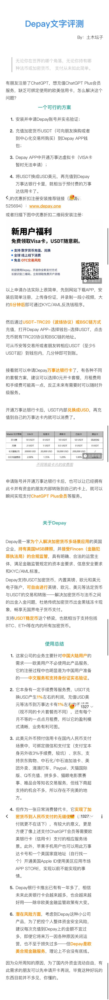 Depay文字评测
By：土木坛子
无论你在世界的哪个角落，无论你持有哪
种法币或加密货币， 支付从未如此简单。
有朋友注册了ChatGPT，想充值ChatGPT Plus会员
服务，缺乏可绑定使用的欧美信用卡，怎么解决这个
问题？
一个可行的方案
1. 安装并申请Depay账号并实名验证；
2. 充值加密货币USDT（可向朋友换购或者
到中心化交易所购买）到Depay APP钱
包；
3. Depay APP中开通万事达虚拟卡（VISA卡
暂时无法申请）；
4. 将USDT换成USD美元，再充值到Depay
万事达银行卡里，就相当于预付费的万事
达信用卡了。
的优惠折扣注册安装推荐链接（
525694）：www.depay.one
或者扫描下图中优惠折扣二维码安装注册：
新用户福利
免费领取Visa卡，USDT随意刷。
支持 数字货币充值、兑换
全球 线上线下消费
免去 OTC交易风险
欢迎使用Depay，开启你全新支付方式
长按识别二维码，立刻领取免费开户资格
以上申请办法实际上很简单，先到网站下载APP，安
装后简单注册，上传身份证，并录制一段小视频，大
约5分钟后即可通过KYC/AML反洗钱程序。
然后通过USDT-TRC20（波场协议）或BSC链方式
充值，打开Depay APP-选择钱包-选择USDT，点击
充币就有TRC20协议和BSC链的地址。
可从币安等交易所或者朋友转相应USDT（至少5
USDT起）到钱包内，几分钟即可到账。
接着就可以申请Depay万事达银行卡了，有各种不同
的套餐方案，建议可以选择0元开卡套餐，月租费用
和手续费可能高一点，反正未来有需要时可以随时升
级服务。
开通万事达银行卡后，USDT内部兑换成USD，再充
值到自己的万事达卡内就可以消费了。
Master卡片等级 Lite卡 标准卡 高级卡 白金卡 黑金卡
开卡费 10 USDT 0 USDT 10 USDT 50 USDT 活动空投
月费 2 USDT 1 USDT 0.5 USDT 0 USDT 0 USDT
卡片额度/月 20000 USD 20,000 USD 50,000 USD 200,000 USD /
卡片充值费用 2.00% 1.35% 1.20% 1.00%
不同等级卡片的收费图
申请账号并开通万事达银行卡后，也可以让已经拥有
此卡并有资金的朋友内部转账到自己的卡上，就可以
瞬间实现支付ChatGPT Plus会员等服务。
关于Depay
Depay是一家为个人解决加密货币多场景应用的英国
企业，持有美国MSB牌照，并接受Fincen（金融犯
罪执法局）的合规监管，具有明确、合法的运营主
体，满足金融监管规定的资本金要求、信息安全要求
和KYC/AML标准。
Depay支持USDT加密货币，内置英镑、欧元和美元
电子账户，可自由进行英镑、欧元、美元等法定货币
与USDT的交易和转账——解决加密货币与法币之间
的出金入金问题，杜绝传统加密货币出金黑钱冻卡现
象，畅享无国界电子货币支付。
支持USDT稳定币这个桥梁，也就相当于支持包括
BTC、ETH等在内的所有加密货币。
使用总结
1. 这家公司的业务主要针对中国大陆用户的
需求——欧美用户不必使用此产品服务，
它的注册过程中也明显是为中国用户准备
的——中文服务和支持身份证实名验证。
2. 它本身有一定手续费等服务费，USDT兑
换USD产生1%左右的利润，充值USD美
元等法币到万事达卡有1%左右的手续费
1327
（视不同的卡片套餐而不同），还有每个
月不等的一点点月租费，所以它的盈利模
式清晰，业务有利可图。
3. 此美元外币预付信用卡在国内人民币支付
场景中，可绑定微信和支付宝（支付宝本
身另外收3%手续费，较坑）、京东，支
持京东购物、中石化/中石油加油卡、美
团外卖、滴滴打车、Paypal、天猫国际
版、Q币充值、拼多多、猫眼电影票赛
事、唯品会等知名交易服务，但线下商超
支持的机会不多，所以存在不完美的地
方。
4. 但作为一张日常消费替代卡，它实现了加
密货币到人民币支付的无缝使
1327
付就更不在话下），有较大的意义，更是
方便了像上述支付ChatGPT会员等需要欧
美银行卡（信用卡）支付的相应服务场
景。此外，苹果手机用户也可以用此万事
达卡号和一个美国家庭地址（自行找一
个）开通美国Apple ID使用美区应用市场
APP STORE，实现以前不能实现的事
情。
5. Depay银行卡推出已有有一年多了，相信
未来此类银行卡会越来越多，也会越来越
好用——除非欧美金融监管政策有大变。
6. 潜在风险方面，考虑到Depay这种小公司
产品，为了把控个人整体资金安全风险，
建议每次充值到Depay上的金额不宜过
多，即使它将来万一因各种原因关闭运
营，也不至于损失过多——但Depay是欧
美合规金融服务，理论上不会没有底线。
因为众所周知的原因，为了国内外资金流动自由，有
此需求的朋友可以先申请开卡再说，毕竟这种好玩的
东西目前并不多见，你懂的。